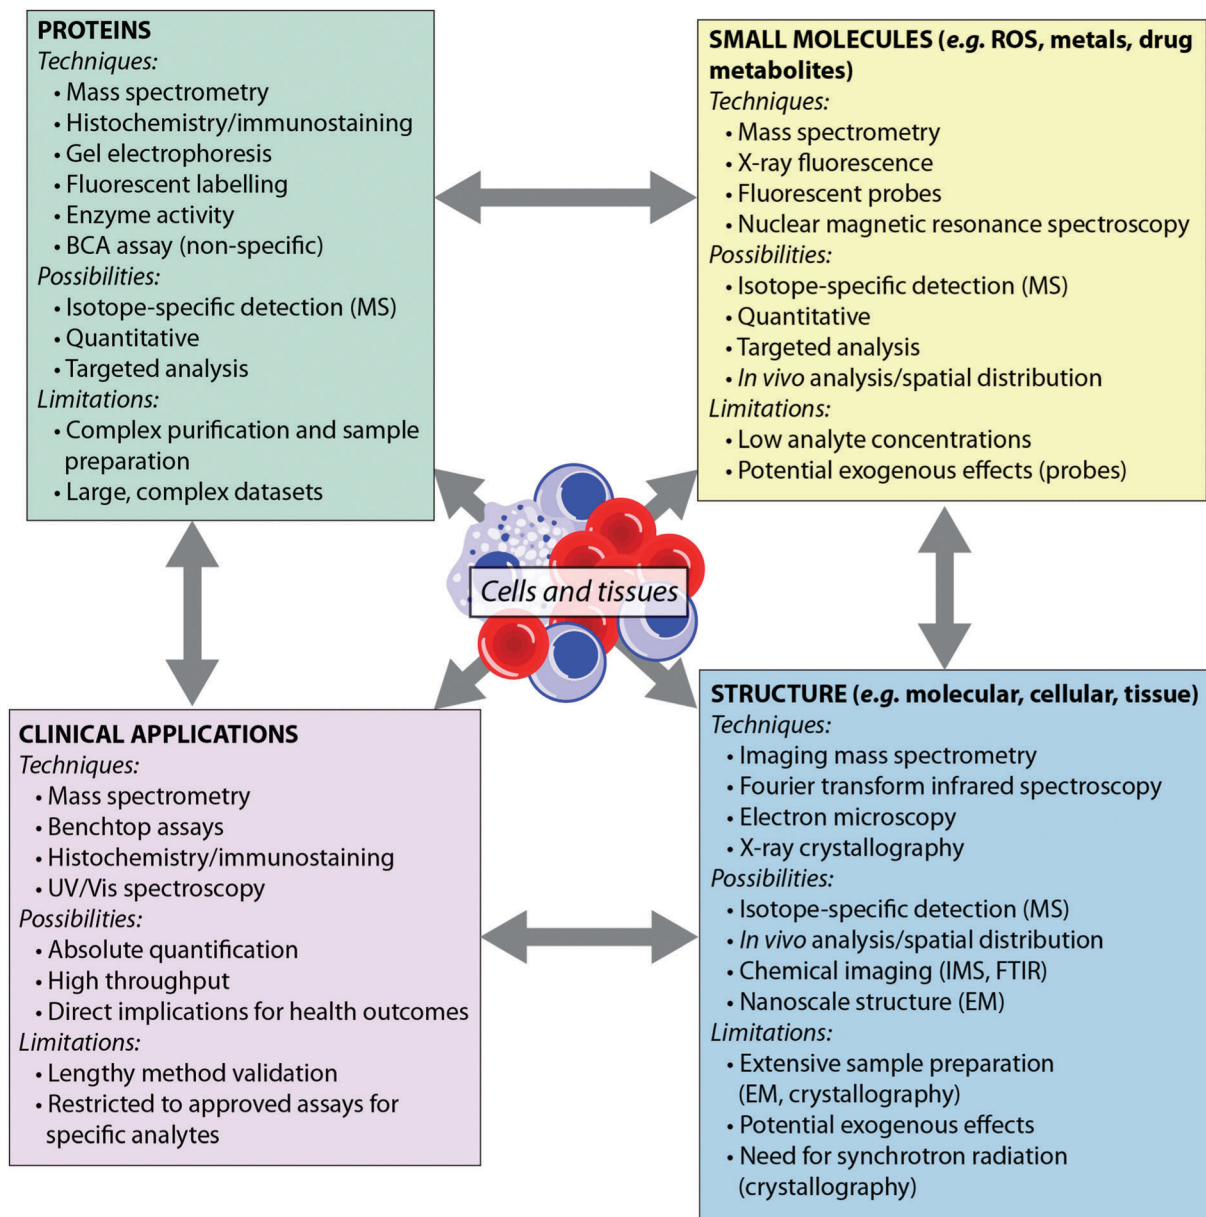 PROTEINS
Techniques:
• Mass spectrometry
• Histochemistry/immunostaining
• Gel electrophoresis
• Fluorescent labelling
• Enzyme activity
• BCA assay (non-specific)
Possibilities:
• Isotope-specific detection (MS)
• Quantitative
• Targeted analysis
Limitations:
• Complex purification and sample
preparation
• Large, complex datasets
SMALL MOLECULES (e.g. ROS, metals, drug
metabolites)
Techniques:
• Mass spectrometry
• X-ray fluorescence
• Fluorescent probes
• Nuclear magnetic resonance spectroscopy
Possibilities:
• Isotope-specific detection (MS)
• Quantitative
• Targeted analysis
• In vivo analysis/spatial distribution
Limitations:
• Low analyte concentrations
• Potential exogenous effects (probes)
Cells and tissues
CLINICAL APPLICATIONS
Techniques:
• Mass spectrometry
• Benchtop assays
• Histochemistry/immunostaining
• UV/Vis spectroscopy
Possibilities:
• Absolute quantification
• High throughput
• Direct implications for health outcomes
Limitations:
• Lengthy method validation
• Restricted to approved assays for
specific analytes
STRUCTURE (e.g. molecular, cellular, tissue)
Techniques:
• Imaging mass spectrometry
• Fourier transform infrared spectroscopy
• Electron microscopy
• X-ray crystallography
Possibilities:
• Isotope-specific detection (MS)
• In vivo analysis/spatial distribution
• Chemical imaging (IMS, FTIR)
• Nanoscale structure (EM)
Limitations:
• Extensive sample preparation
(EM, crystallography)
• Potential exogenous effects
• Need for synchrotron radiation
(crystallography)